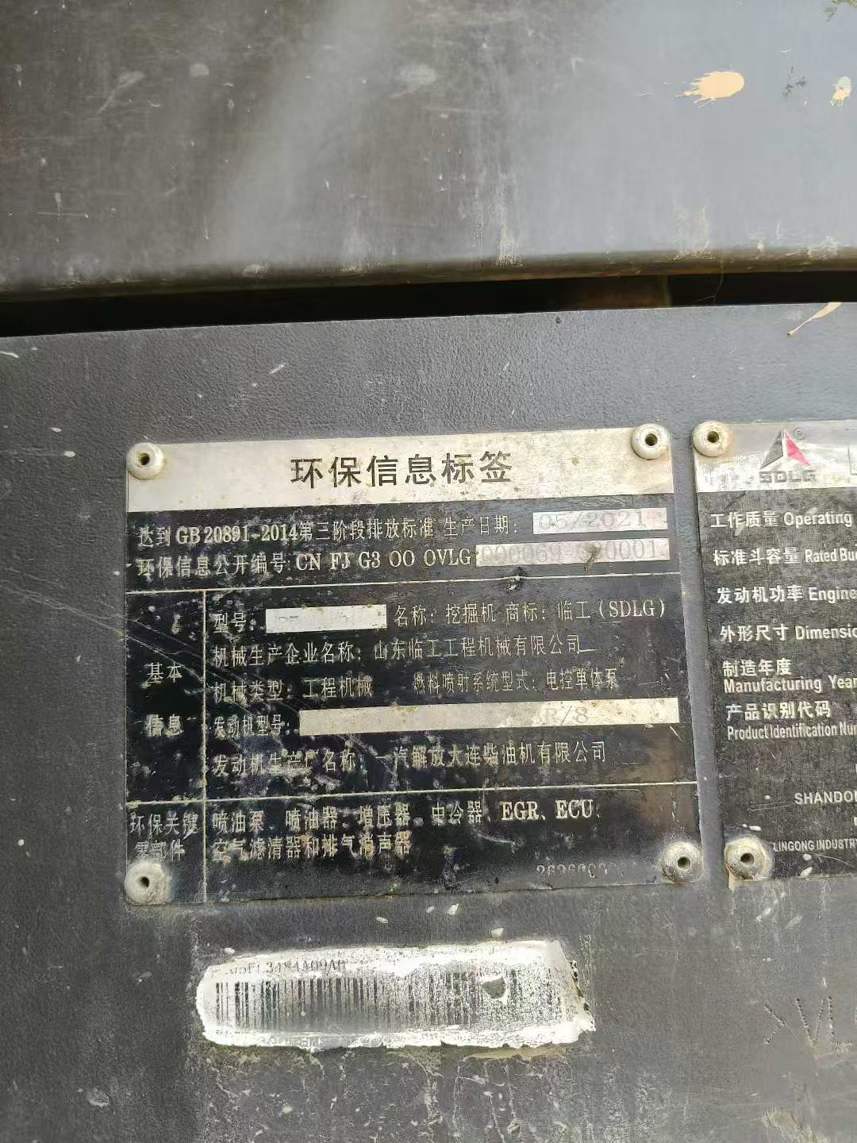 环保信息标签
达到GB 20891-2014第三阶段排放标准 生产日期: 05/2021
环保信息公开编号: CN FJ G3 OO OVLG
基本信息
型号: 名称: 挖掘机 商标: 临工(SDLG)
机械生产企业名称: 山东临工工程机械有限公司
机械类型: 工程机械 燃料喷射系统型式: 电控单体泵
发动机型号: R/8
发动机生产厂名称: 一汽解放大连柴油机有限公司
环保关键零部件
喷油泵、喷油器、增压器、中冷器、EGR、ECU、
空气滤清器和排气消声器
SDLG
工作质量 Operating
标准斗容量 Rated Bu
发动机功率 Engine
外形尺寸 Dimensio
制造年度
Manufacturing Year
产品识别代码
Product Identification Nu
SHANDO
LINGONG INDUSTRY